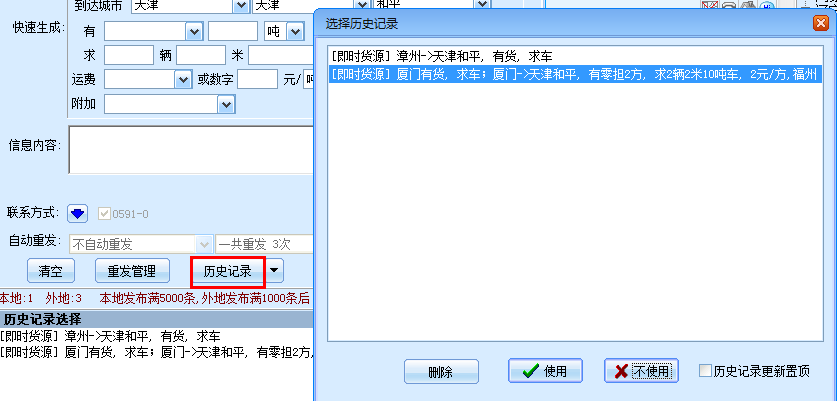 到达城市 天津 天津 和平
快速生成: 有 吨
求 辆 米
运费 或数字 元/ 吨
附加
信息内容:
联系方式: 0591-0
自动重发: 不自动重发 一共重发 3次
清空 重发管理 历史记录
本地:1 外地:3 本地发布满5000条,外地发布满1000条后
历史记录选择
[即时货源] 漳州->天津和平, 有货, 求车
[即时货源] 厦门有货, 求车; 厦门->天津和平, 有零担2方,
选择历史记录
[即时货源] 漳州->天津和平, 有货, 求车
[即时货源] 厦门有货, 求车; 厦门->天津和平, 有零担2方, 求2辆2米10吨车, 2元/方,福州
删除 使用 不使用 历史记录更新置顶